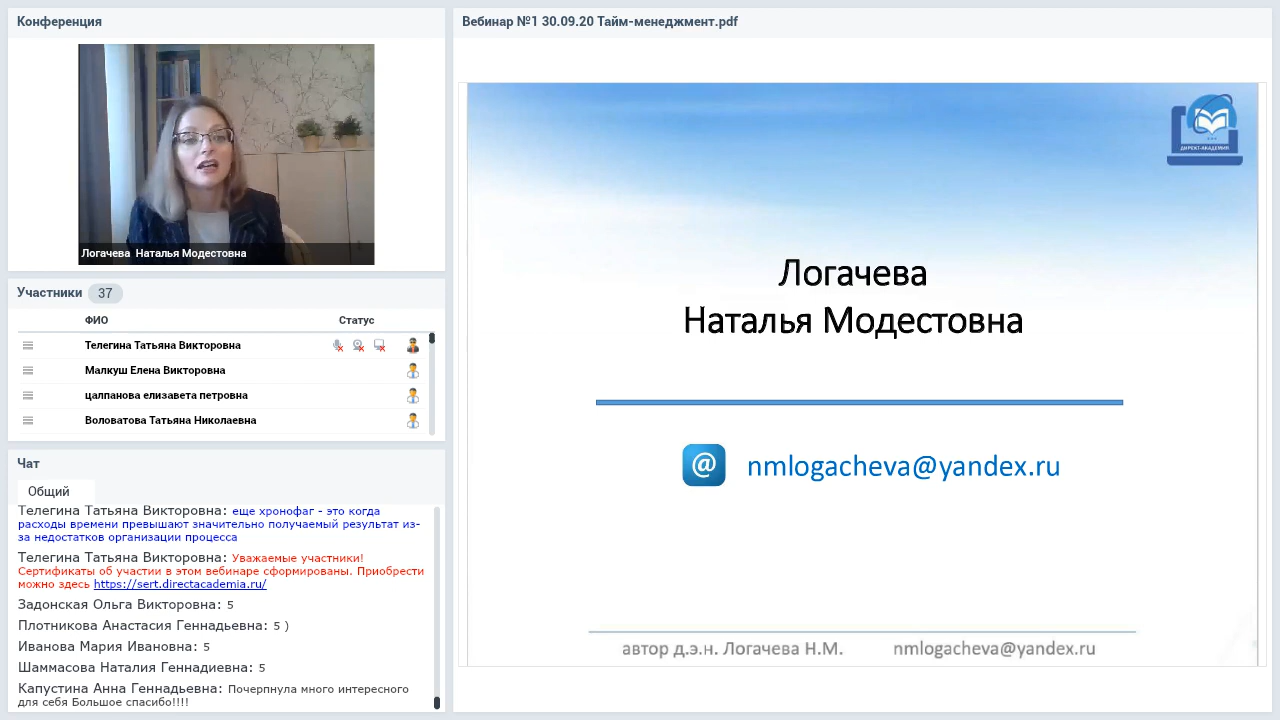 Конференция
Логачева  Наталья Модестовна
Участники 37
ФИО Статус
Телегина Татьяна Викторовна
Малкуш Елена Викторовна
цалпанова елизавета петровна
Воловатова Татьяна Николаевна
Чат
Общий
Телегина Татьяна Викторовна: еще хронофаг - это когда
расходы времени превышают значительно получаемый результат из-
за недостатков организации процесса
Телегина Татьяна Викторовна: Уважаемые участники!
Сертификаты об участии в этом вебинаре сформированы. Приобрести
можно здесь https://sert.directacademia.ru/
Задонская Ольга Викторовна: 5
Плотникова Анастасия Геннадьевна: 5 )
Иванова Мария Ивановна: 5
Шаммасова Наталия Геннадиевна: 5
Капустина Анна Геннадьевна: Почерпнула много интересного
для себя Большое спасибо!!!!
Вебинар №1 30.09.20 Тайм-менеджмент.pdf
ДИРЕКТ-АКАДЕМИЯ
Логачева
Наталья Модестовна
@ nmlogacheva@yandex.ru
автор д.э.н. Логачева Н.М. nmlogacheva@yandex.ru